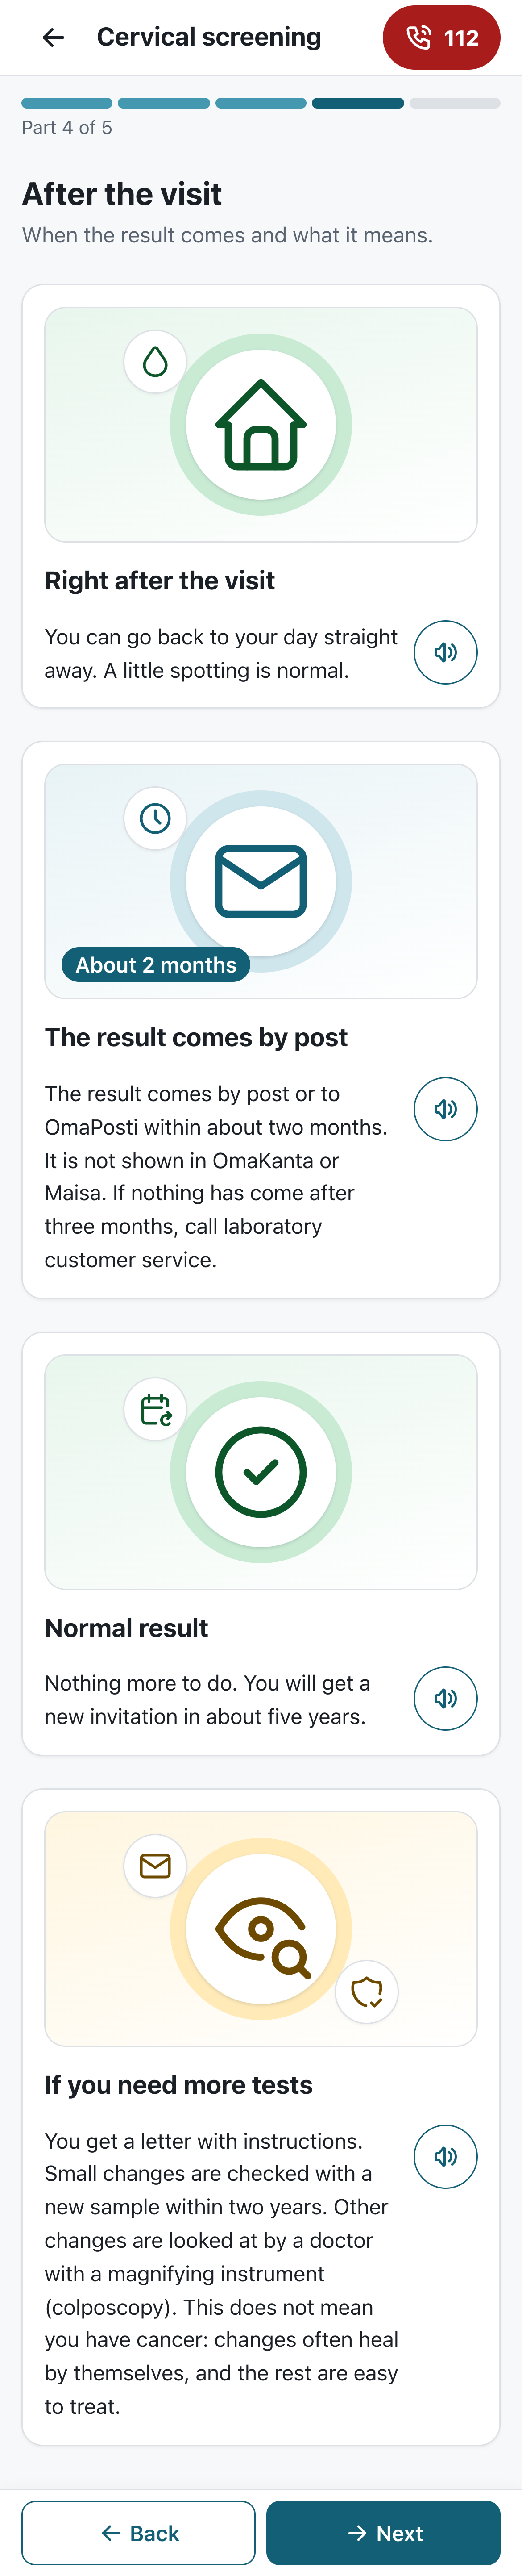 Cervical screening
112
Part 4 of 5
After the visit
When the result comes and what it means.
Right after the visit
You can go back to your day straight
away. A little spotting is normal.
About 2 months
The result comes by post
The result comes by post or to
OmaPosti within about two months.
It is not shown in OmaKanta or
Maisa. If nothing has come after
three months, call laboratory
customer service.
Normal result
Nothing more to do. You will get a
new invitation in about five years.
If you need more tests
You get a letter with instructions.
Small changes are checked with a
new sample within two years. Other
changes are looked at by a doctor
with a magnifying instrument
(colposcopy). This does not mean
you have cancer: changes often heal
by themselves, and the rest are easy
to treat.
Back
Next